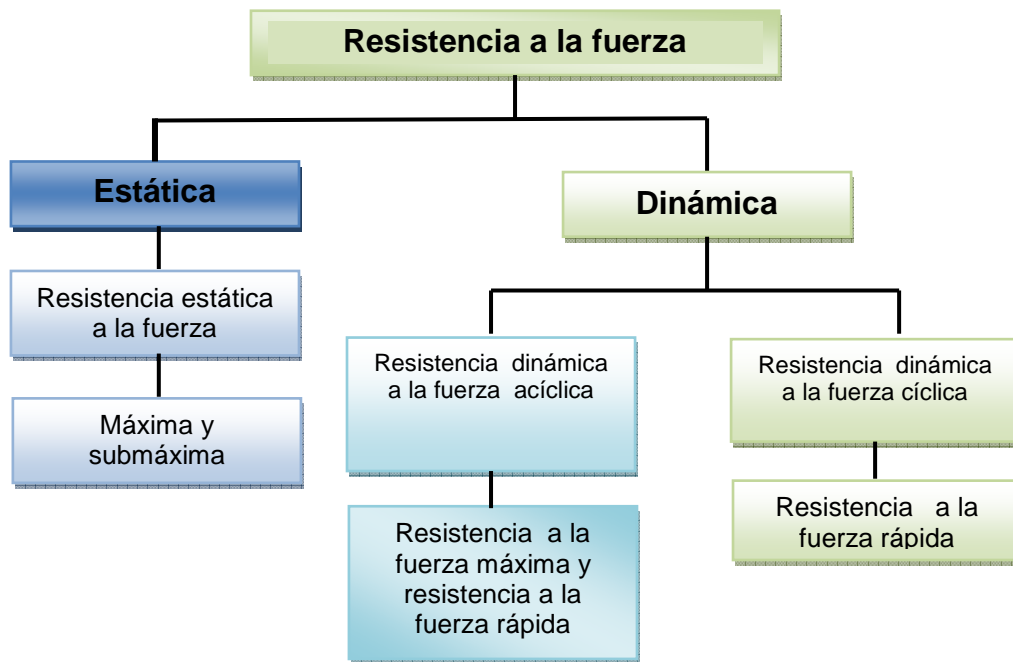 Resistencia a la fuerza
Estática
Dinámica
Resistencia estática
a la fuerza
Máxima y
submáxima
Resistencia dinámica
a la fuerza acíclica
Resistencia a la
fuerza máxima y
resistencia a la
fuerza rápida
Resistencia dinámica
a la fuerza cíclica
Resistencia a la
fuerza rápida